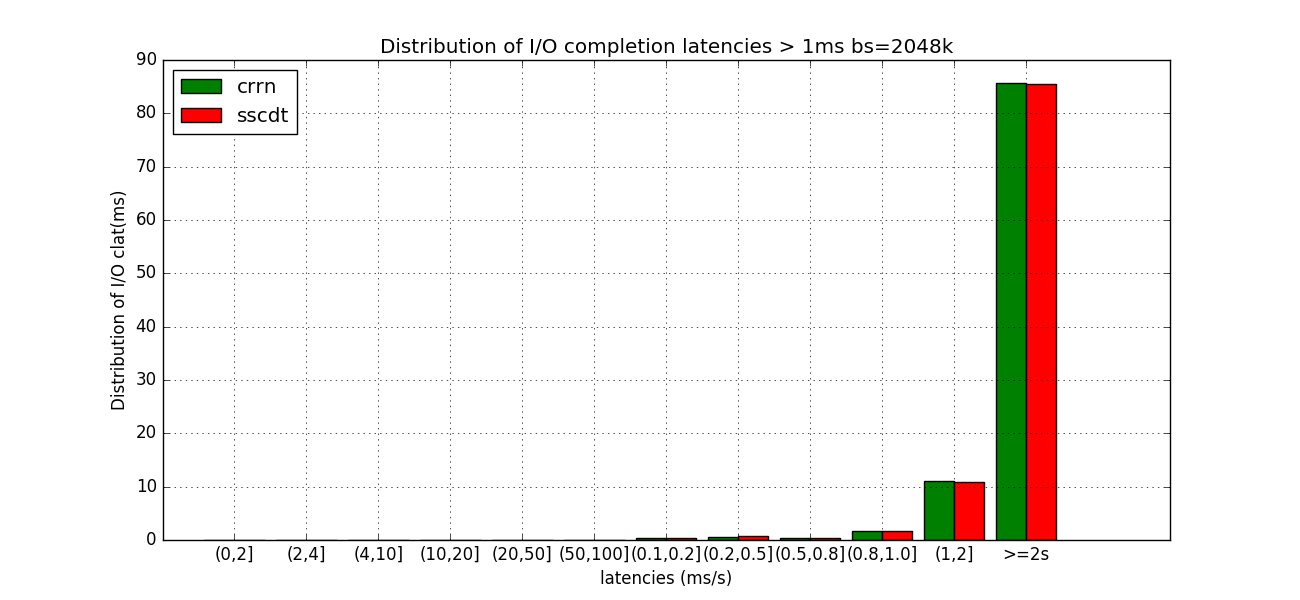 Distribution of I/O completion latencies > 1ms bs=2048k
90
80
70
60
50
40
30
20
10
0
Distribution of I/O clat(ms)
crrn
sscdt
(0,2] (2,4] (4,10] (10,20] (20,50] (50,100] (0.1,0.2] (0.2,0.5] (0.5,0.8] (0.8,1.0] (1,2] >=2s
latencies (ms/s)